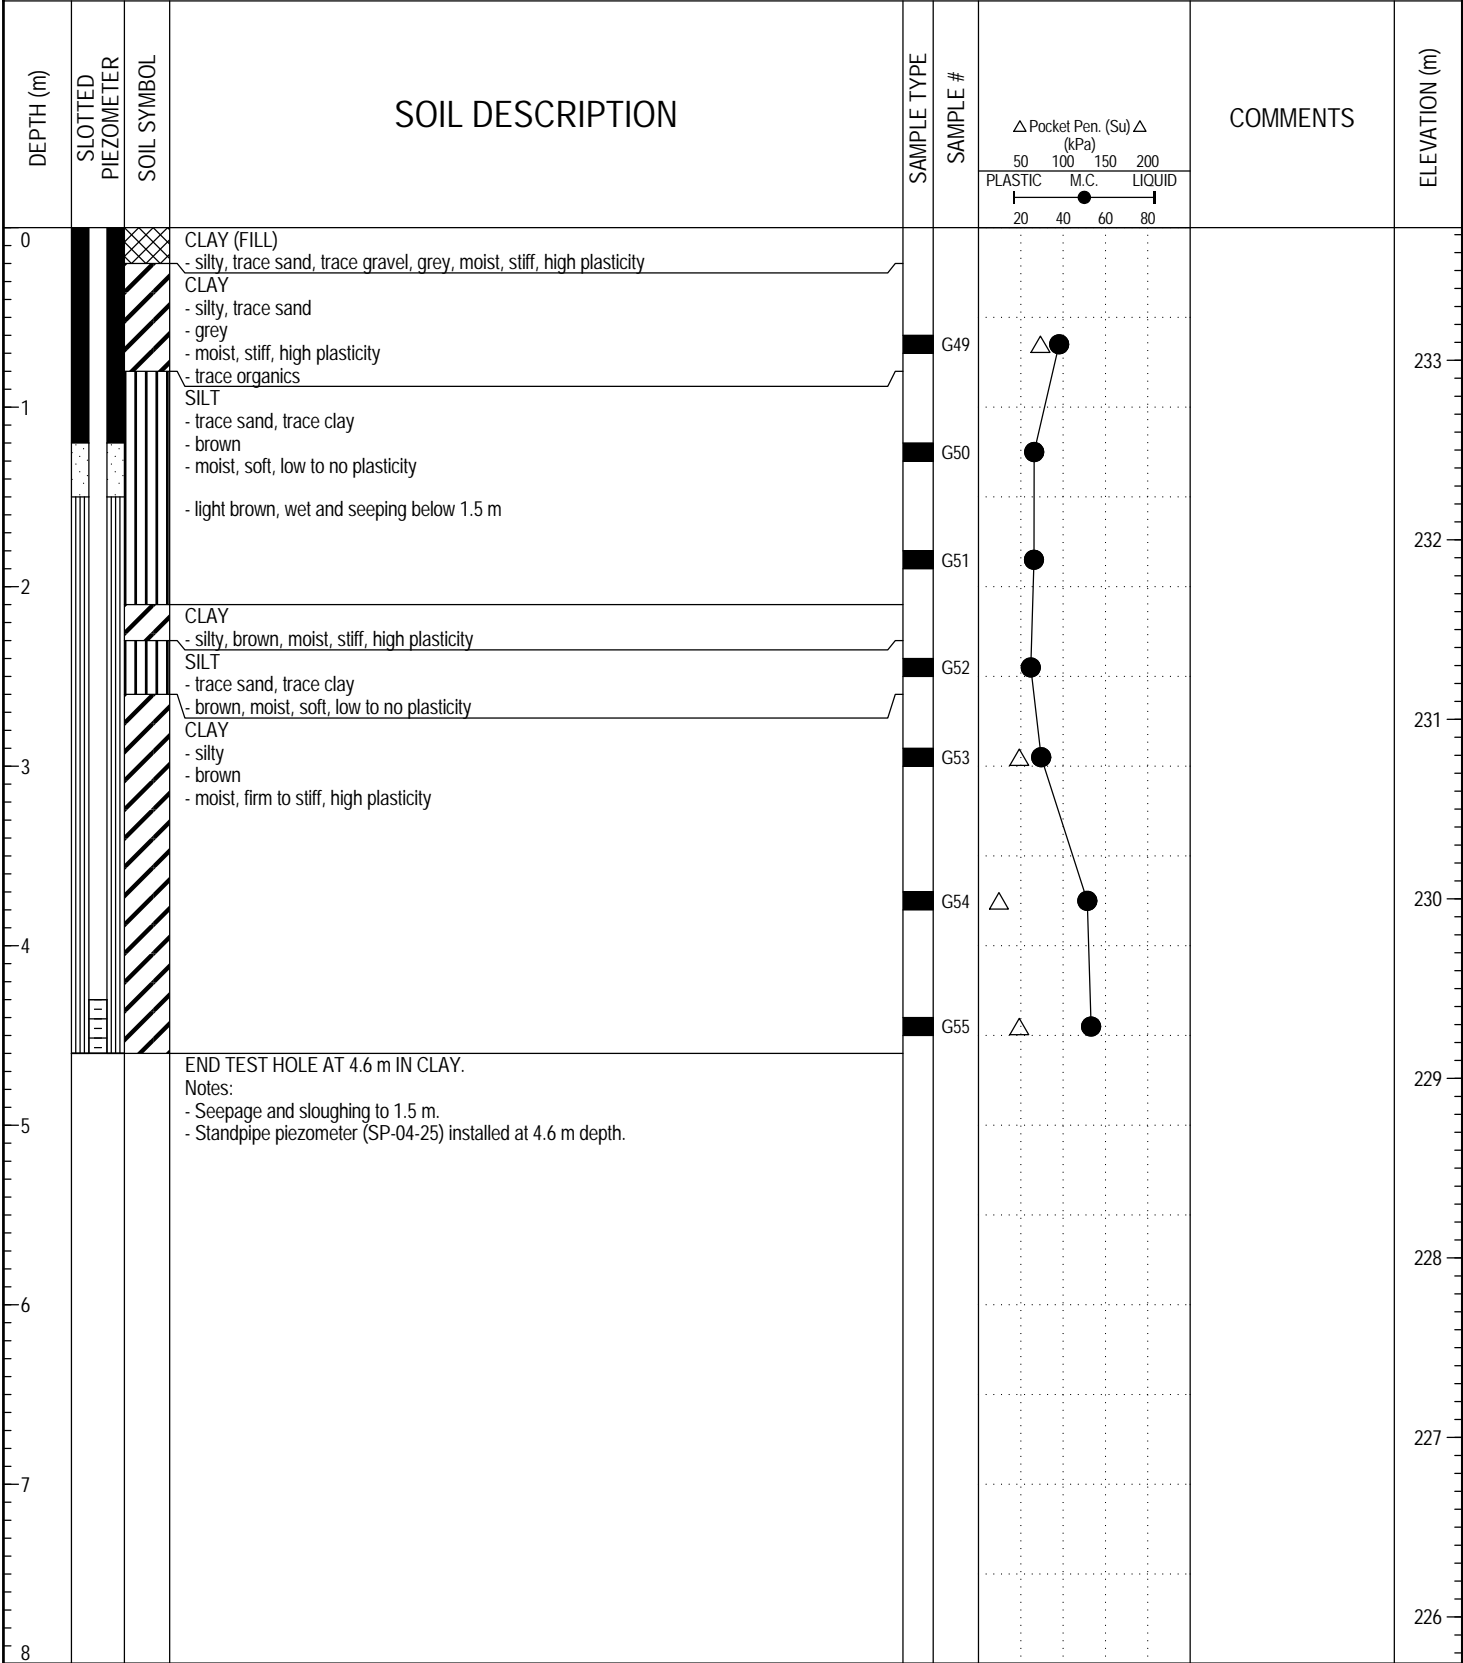 DEPTH (m)
SLOTTED
PIEZOMETER
SOIL SYMBOL
SOIL DESCRIPTION
SAMPLE TYPE
SAMPLE #
△ Pocket Pen. (Su) △
(kPa)
50 100 150 200
PLASTIC M.C. LIQUID
20 40 60 80
COMMENTS
ELEVATION (m)
0
CLAY (FILL)
- silty, trace sand, trace gravel, grey, moist, stiff, high plasticity
CLAY
- silty, trace sand
- grey
G49
- moist, stiff, high plasticity
233
- trace organics
SILT
1
- trace sand, trace clay
- brown
G50
- moist, soft, low to no plasticity
- light brown, wet and seeping below 1.5 m
232
G51
2
CLAY
- silty, brown, moist, stiff, high plasticity
SILT
G52
- trace sand, trace clay
- brown, moist, soft, low to no plasticity
231
CLAY
- silty
G53
3
- brown
- moist, firm to stiff, high plasticity
G54
230
4
G55
END TEST HOLE AT 4.6 m IN CLAY.
229
Notes:
- Seepage and sloughing to 1.5 m.
5
- Standpipe piezometer (SP-04-25) installed at 4.6 m depth.
228
6
227
7
226
8